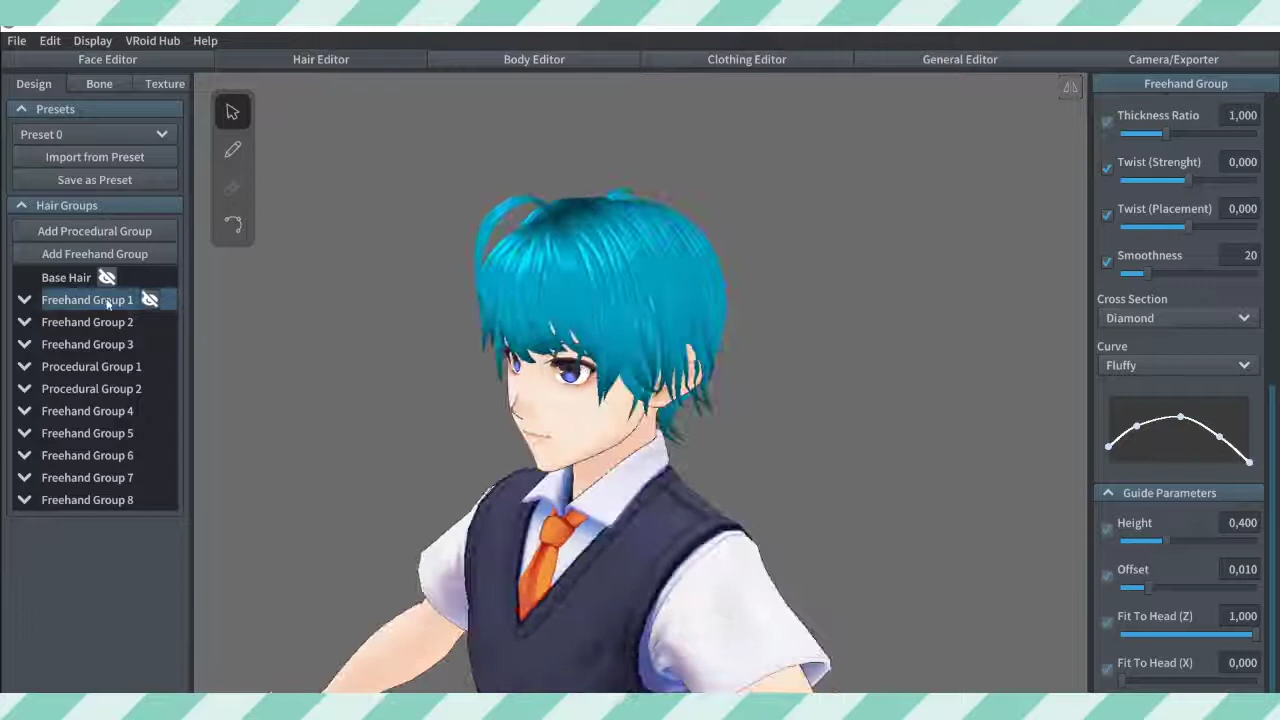 File Edit Display VRoid Hub Help
Face Editor Hair Editor Body Editor Clothing Editor General Editor Camera/Exporter
Design Bone Texture
Presets
Preset 0
Import from Preset
Save as Preset
Hair Groups
Add Procedural Group
Add Freehand Group
Base Hair
Freehand Group 1
Freehand Group 2
Freehand Group 3
Procedural Group 1
Procedural Group 2
Freehand Group 4
Freehand Group 5
Freehand Group 6
Freehand Group 7
Freehand Group 8
Freehand Group
Thickness Ratio 1,000
Twist (Strenght) 0,000
Twist (Placement) 0,000
Smoothness 20
Cross Section
Diamond
Curve
Fluffy
Guide Parameters
Height 0,400
Offset 0,010
Fit To Head (Z) 1,000
Fit To Head (X) 0,000